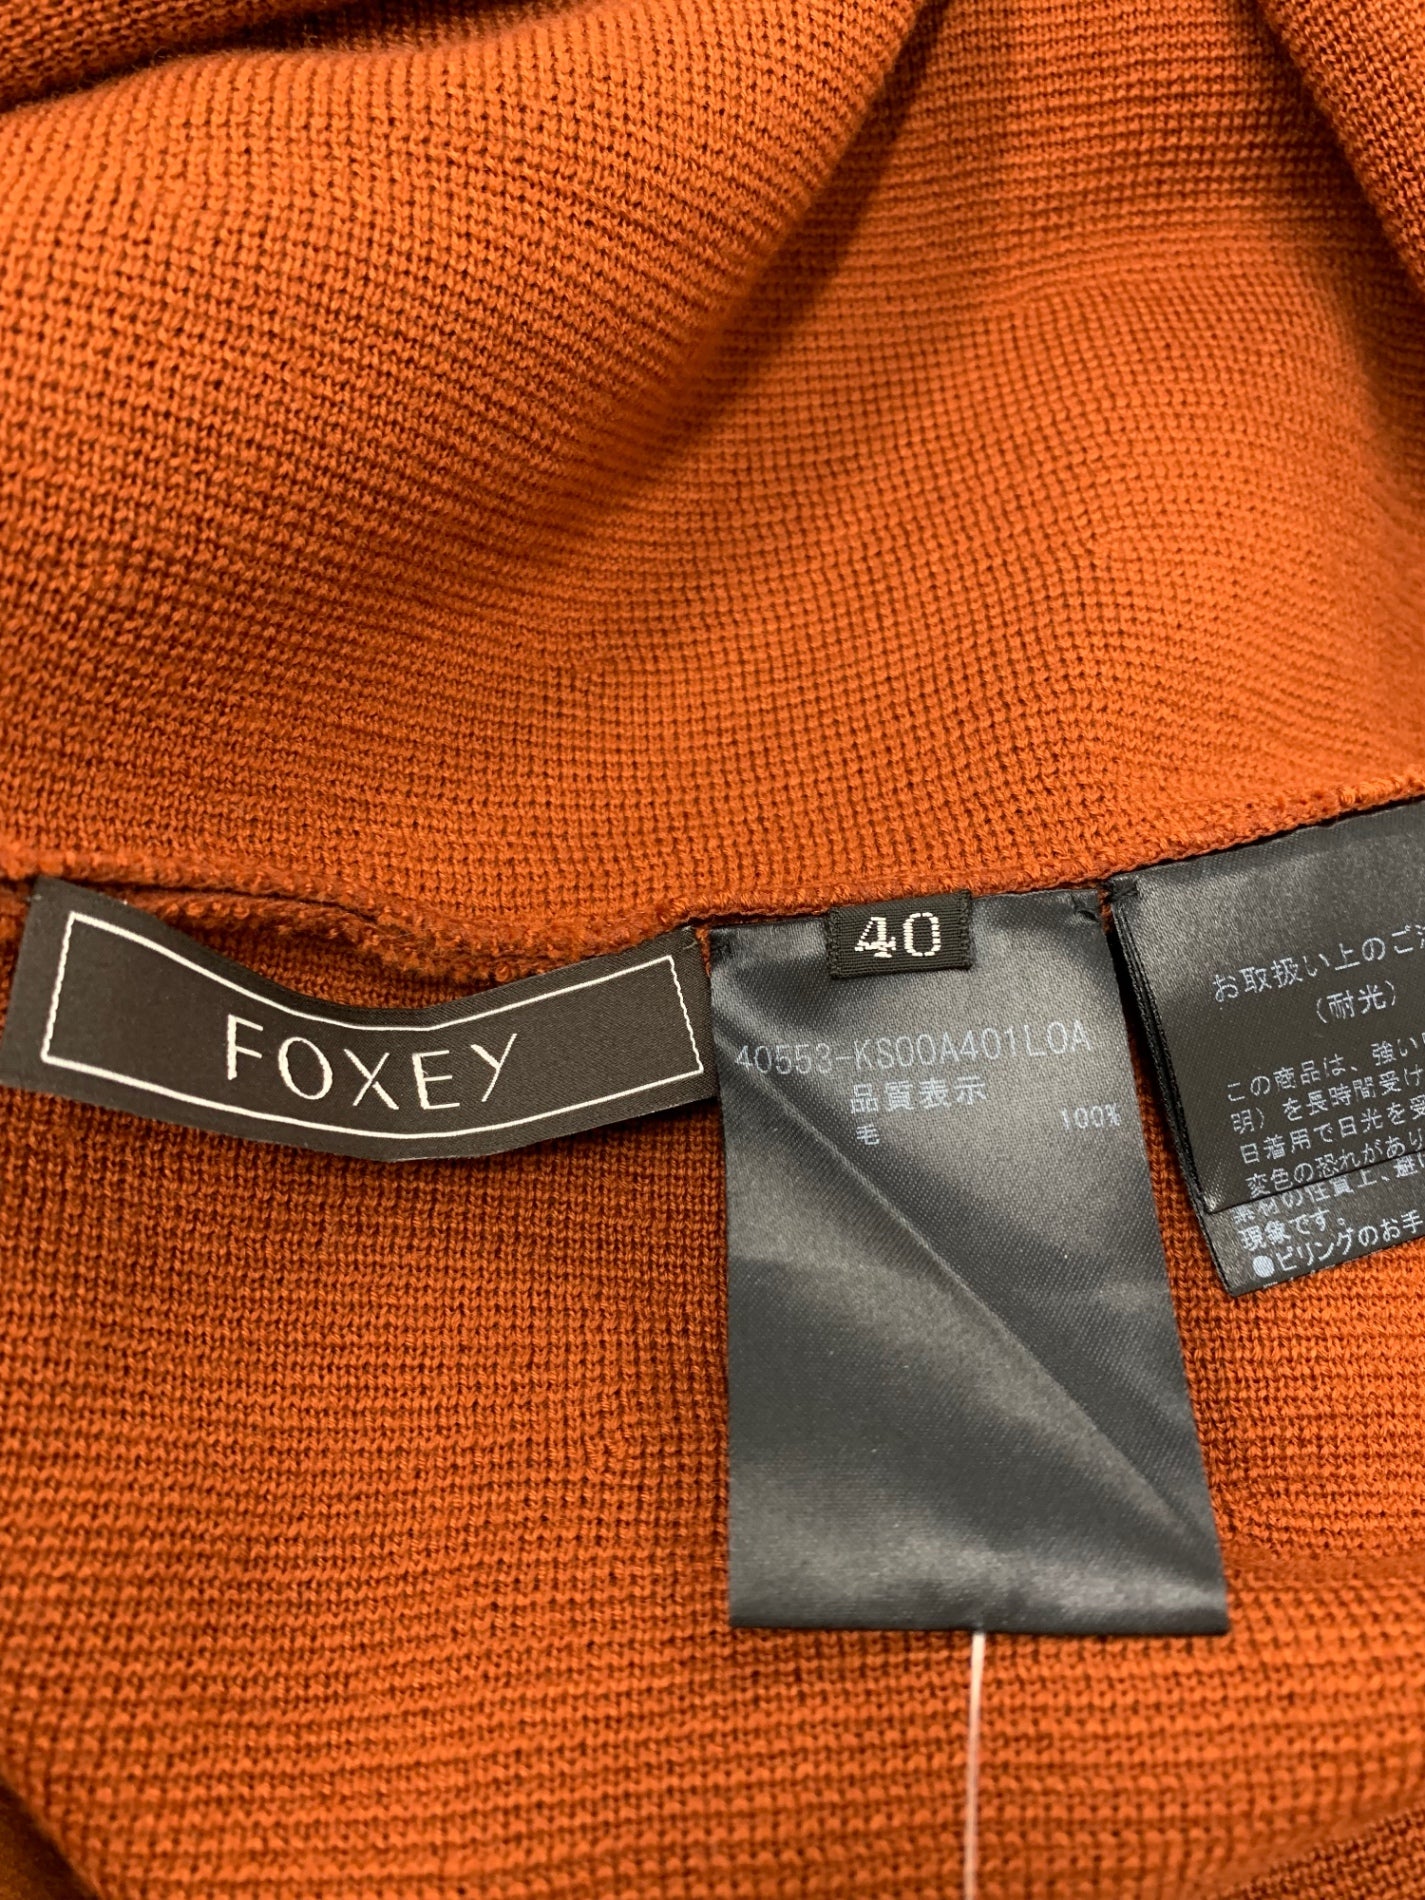 FOXEY
40
40553-KS00A401LOA
品質表示
毛 100%
お取扱い上のご
（耐光）
この商品は、強い
明）を長時間受け
日着用で日光を受
変色の恐れがあり
素材の性質上、
現象です。
●ピリングのお手